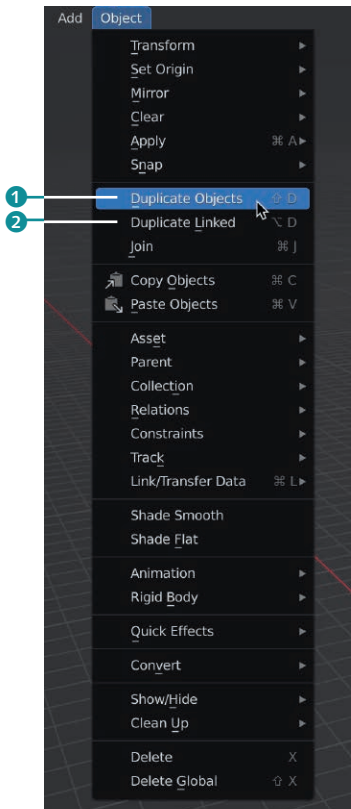 Add Object
Transform
Set Origin
Mirror
Clear
Apply ⌘ A
Snap
1 Duplicate Objects ⇧ D
2 Duplicate Linked ⌥ D
Join ⌘ J
Copy Objects ⌘ C
Paste Objects ⌘ V
Asset
Parent
Collection
Relations
Constraints
Track
Link/Transfer Data ⌘ L
Shade Smooth
Shade Flat
Animation
Rigid Body
Quick Effects
Convert
Show/Hide
Clean Up
Delete X
Delete Global ⇧ X